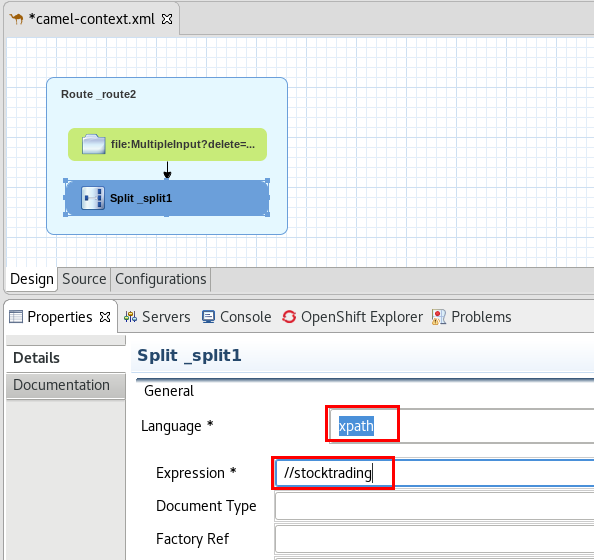 *camel-context.xml
Route _route2
file:MultipleInput?delete=...
Split _split1
Design Source Configurations
Properties Servers Console OpenShift Explorer Problems
Details
Documentation
Split _split1
General
Language * xpath
Expression * //stocktrading
Document Type
Factory Ref